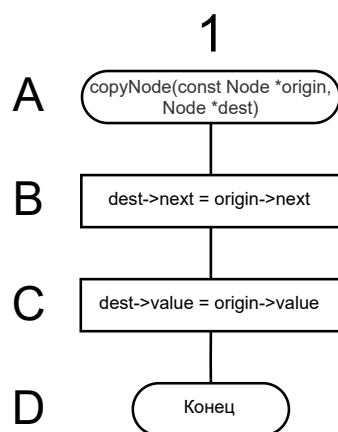 1
A
copyNode(const Node *origin,
Node *dest)
B
dest->next = origin->next
C
dest->value = origin->value
D
Конец